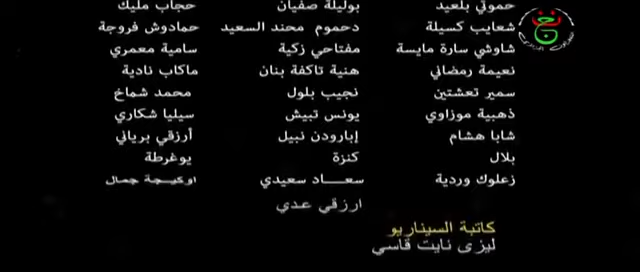 حموتي بلعيد بوليلة صفيان حجاب مليك
شعايب كسيلة دحموم محند السعيد حمادوش فروجة
شاوشي سارة مايسة مفتاحي زكية سامية معمري
نعيمة رمضاني هنية تاكفة بنان ماكاب نادية
سمير تعشتين نجيب بلول محمد شماخ
ذهبية موزاوي يونس تبيش سيليا شكاري
شابا هشام إبارودن نبيل أرزقي برياني
بلال كنزة يوغرطة
زعلوك وردية سعــاد سعيدي اوكيجة جمال
ارزقي عدي
كاتبة السيناريو
ليزى نايت قاسي